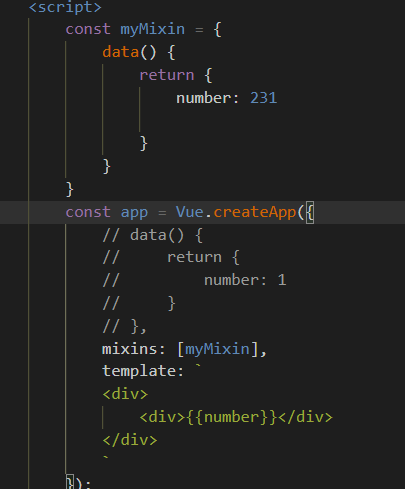 <script>
const myMixin = {
data() {
return {
number: 231
}
}
}
const app = Vue.createApp({
// data() {
//     return {
//         number: 1
//     }
// },
mixins: [myMixin],
template: `
<div>
<div>{{number}}</div>
</div>
`
});